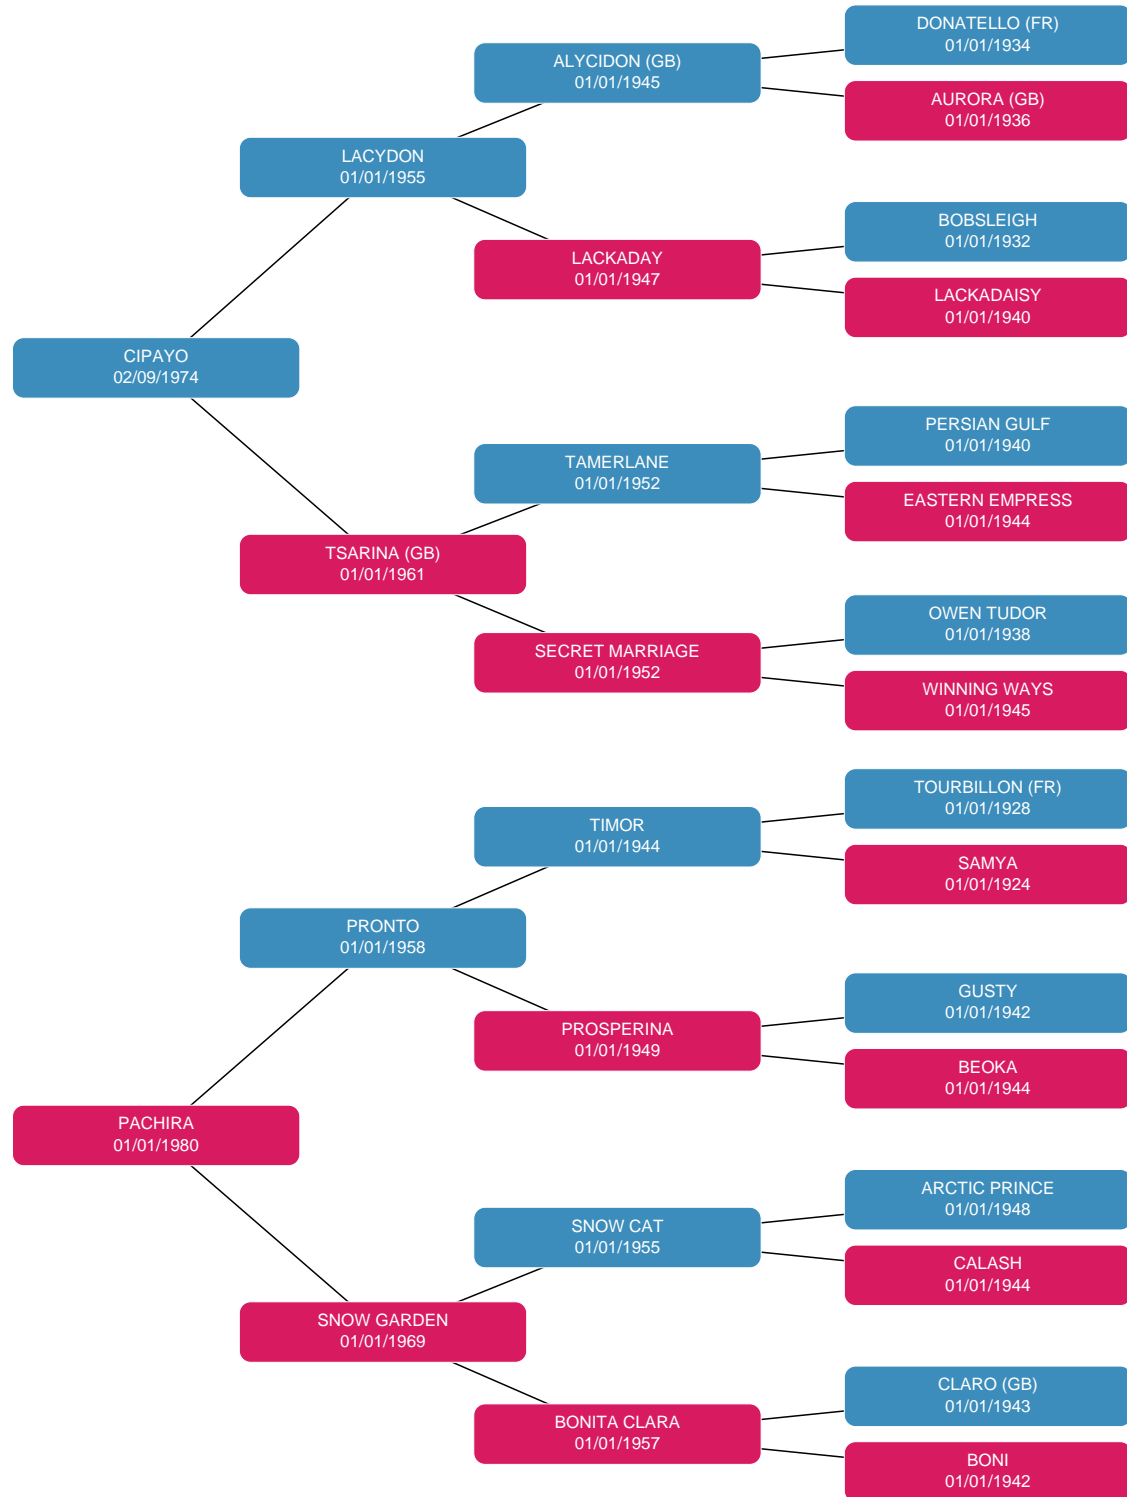 DONATELLO (FR)
01/01/1934
ALYCIDON (GB)
01/01/1945
AURORA (GB)
01/01/1936
LACYDON
01/01/1955
BOBSLEIGH
01/01/1932
LACKADAY
01/01/1947
LACKADAISY
01/01/1940
CIPAYO
02/09/1974
PERSIAN GULF
01/01/1940
TAMERLANE
01/01/1952
EASTERN EMPRESS
01/01/1944
TSARINA (GB)
01/01/1961
OWEN TUDOR
01/01/1938
SECRET MARRIAGE
01/01/1952
WINNING WAYS
01/01/1945
TOURBILLON (FR)
01/01/1928
TIMOR
01/01/1944
SAMYA
01/01/1924
PRONTO
01/01/1958
GUSTY
01/01/1942
PROSPERINA
01/01/1949
BEOKA
01/01/1944
PACHIRA
01/01/1980
ARCTIC PRINCE
01/01/1948
SNOW CAT
01/01/1955
CALASH
01/01/1944
SNOW GARDEN
01/01/1969
CLARO (GB)
01/01/1943
BONITA CLARA
01/01/1957
BONI
01/01/1942